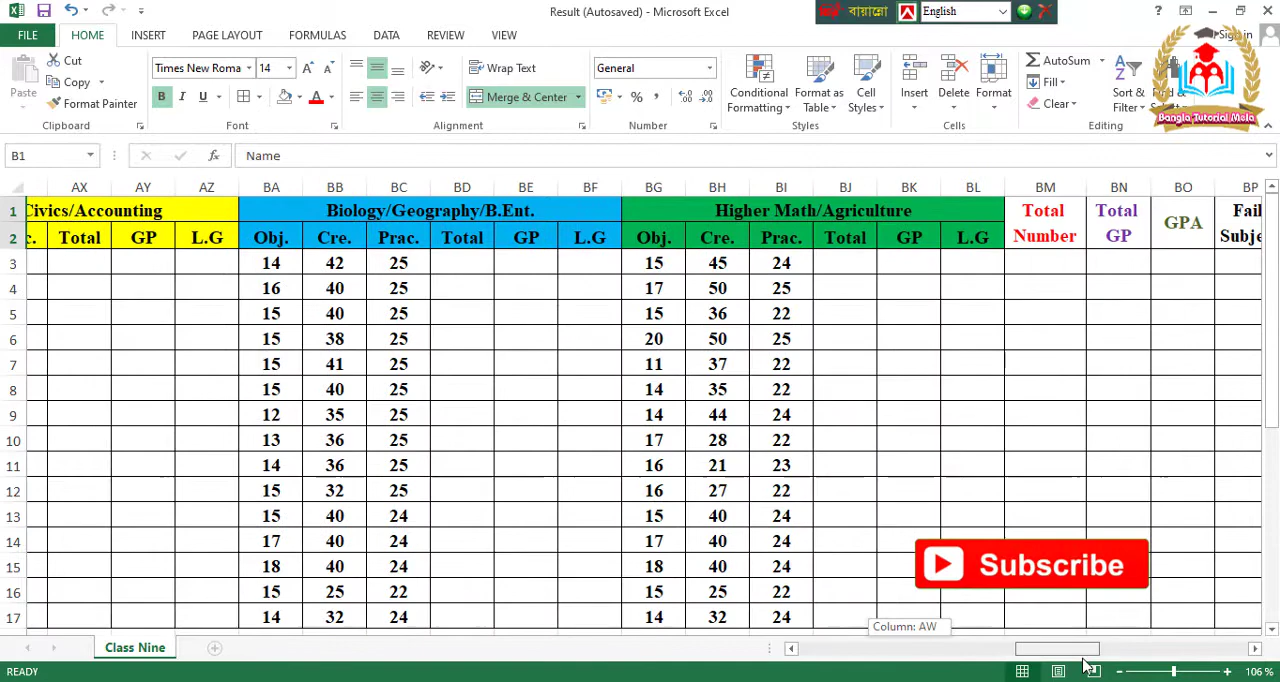 Result (Autosaved) - Microsoft Excel
বায়ান্নো English ?
Sign in
FILE HOME INSERT PAGE LAYOUT FORMULAS DATA REVIEW VIEW
Cut
Copy
Format Painter
Paste
Times New Roma 14
B I U
Wrap Text
Merge & Center
General
% ,
Conditional Formatting
Format as Table
Cell Styles
Insert Delete Format
AutoSum
Fill
Clear
Sort & Filter
Find &
Bangla Tutorial Mela
Clipboard Font Alignment Number Styles Cells Editing
B1 fx Name
AX AY AZ BA BB BC BD BE BF BG BH BI BJ BK BL BM BN BO BP
1 Civics/Accounting Biology/Geography/B.Ent. Higher Math/Agriculture Total Number Total GP GPA Fail
2 Total GP L.G Obj. Cre. Prac. Total GP L.G Obj. Cre. Prac. Total GP L.G
3 14 42 25 15 45 24
4 16 40 25 17 50 25
5 15 40 25 15 36 22
6 15 38 25 20 50 25
7 15 41 25 11 37 22
8 15 40 25 14 35 22
9 12 35 25 14 44 24
10 13 36 25 17 28 22
11 14 36 25 16 21 23
12 15 32 25 16 27 22
13 15 40 24 15 40 24
14 17 40 24 17 40 24
15 18 40 24 18 40 24
16 15 25 22 15 25 22
17 14 32 24 14 32 24
Subscribe
Column: AW
Class Nine
READY 106 %